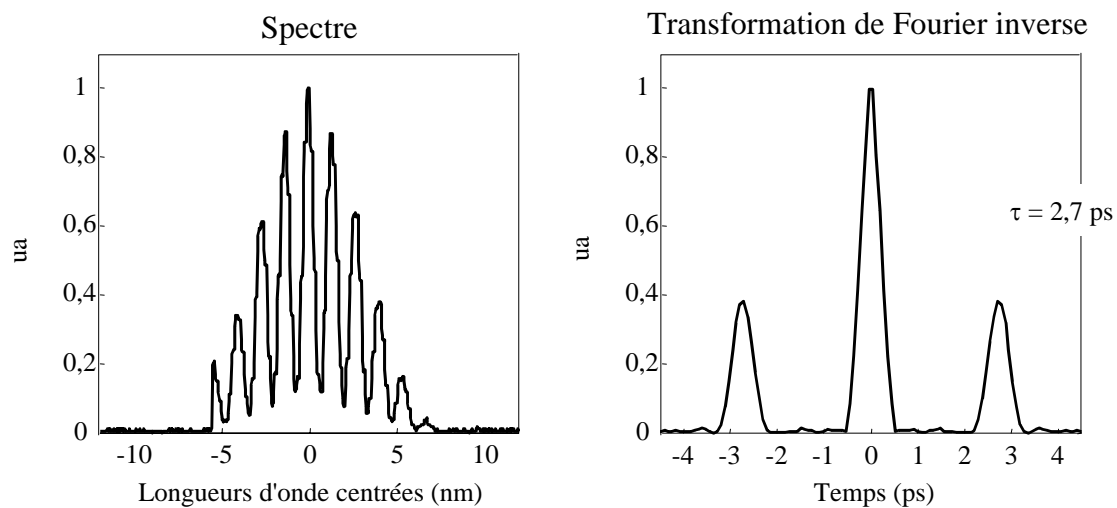 Spectre
1
0,8
0,6
0,4
0,2
0
ua
-10 -5 0 5 10
Longueurs d'onde centrées (nm)
Transformation de Fourier inverse
1
0,8
0,6
0,4
0,2
0
ua
τ = 2,7 ps
-4 -3 -2 -1 0 1 2 3 4
Temps (ps)